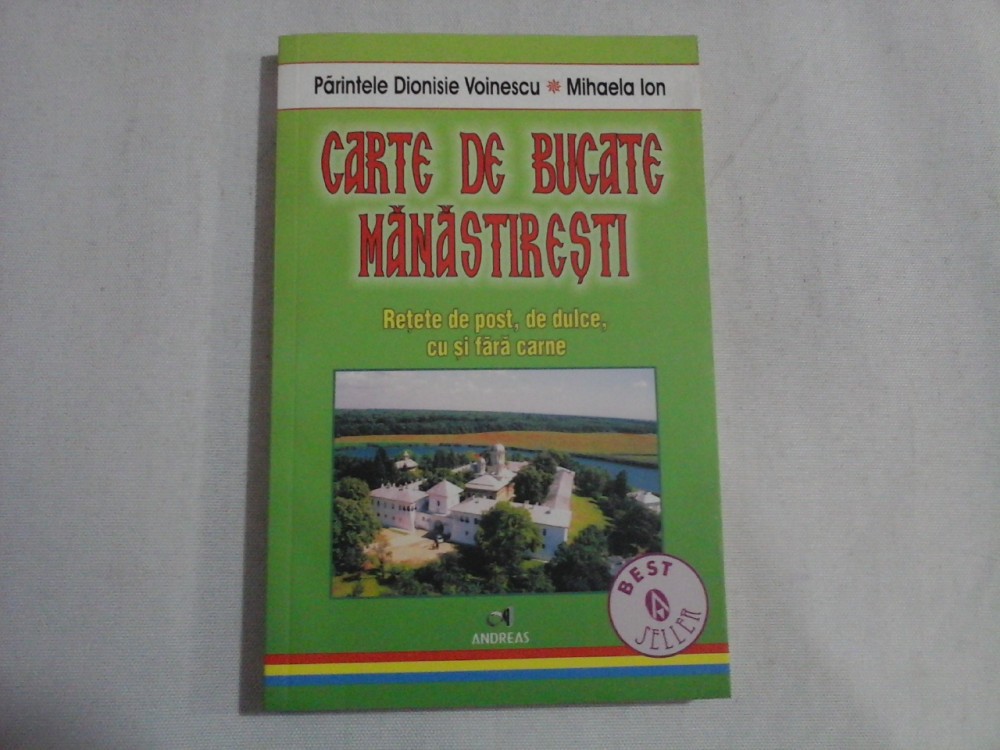 Părintele Dionisie Voinescu ✵ Mihaela Ion
CARTE DE BUCATE
MĂNĂSTIREȘTI
Rețete de post, de dulce,
cu și fără carne
BEST
A
SELLER
ANDREAS